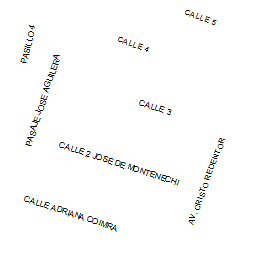 CALLE 5
CALLE 4
PASILLO 4
PASAJE JOSE AGUILERA
CALLE 3
CALLE 2 JOSE DE MONTENECHI
AV. CRISTO REDENTOR
CALLE ADRIANA COIMRA